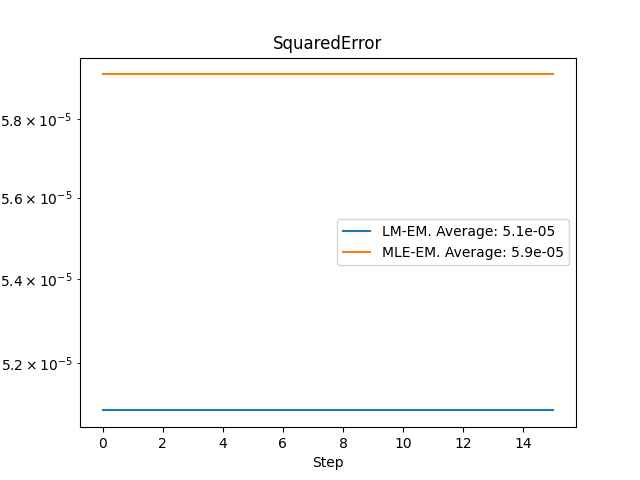 SquaredError
5.8 × 10⁻⁵
5.6 × 10⁻⁵
5.4 × 10⁻⁵
5.2 × 10⁻⁵
LM-EM. Average: 5.1e-05
MLE-EM. Average: 5.9e-05
0 2 4 6 8 10 12 14
Step